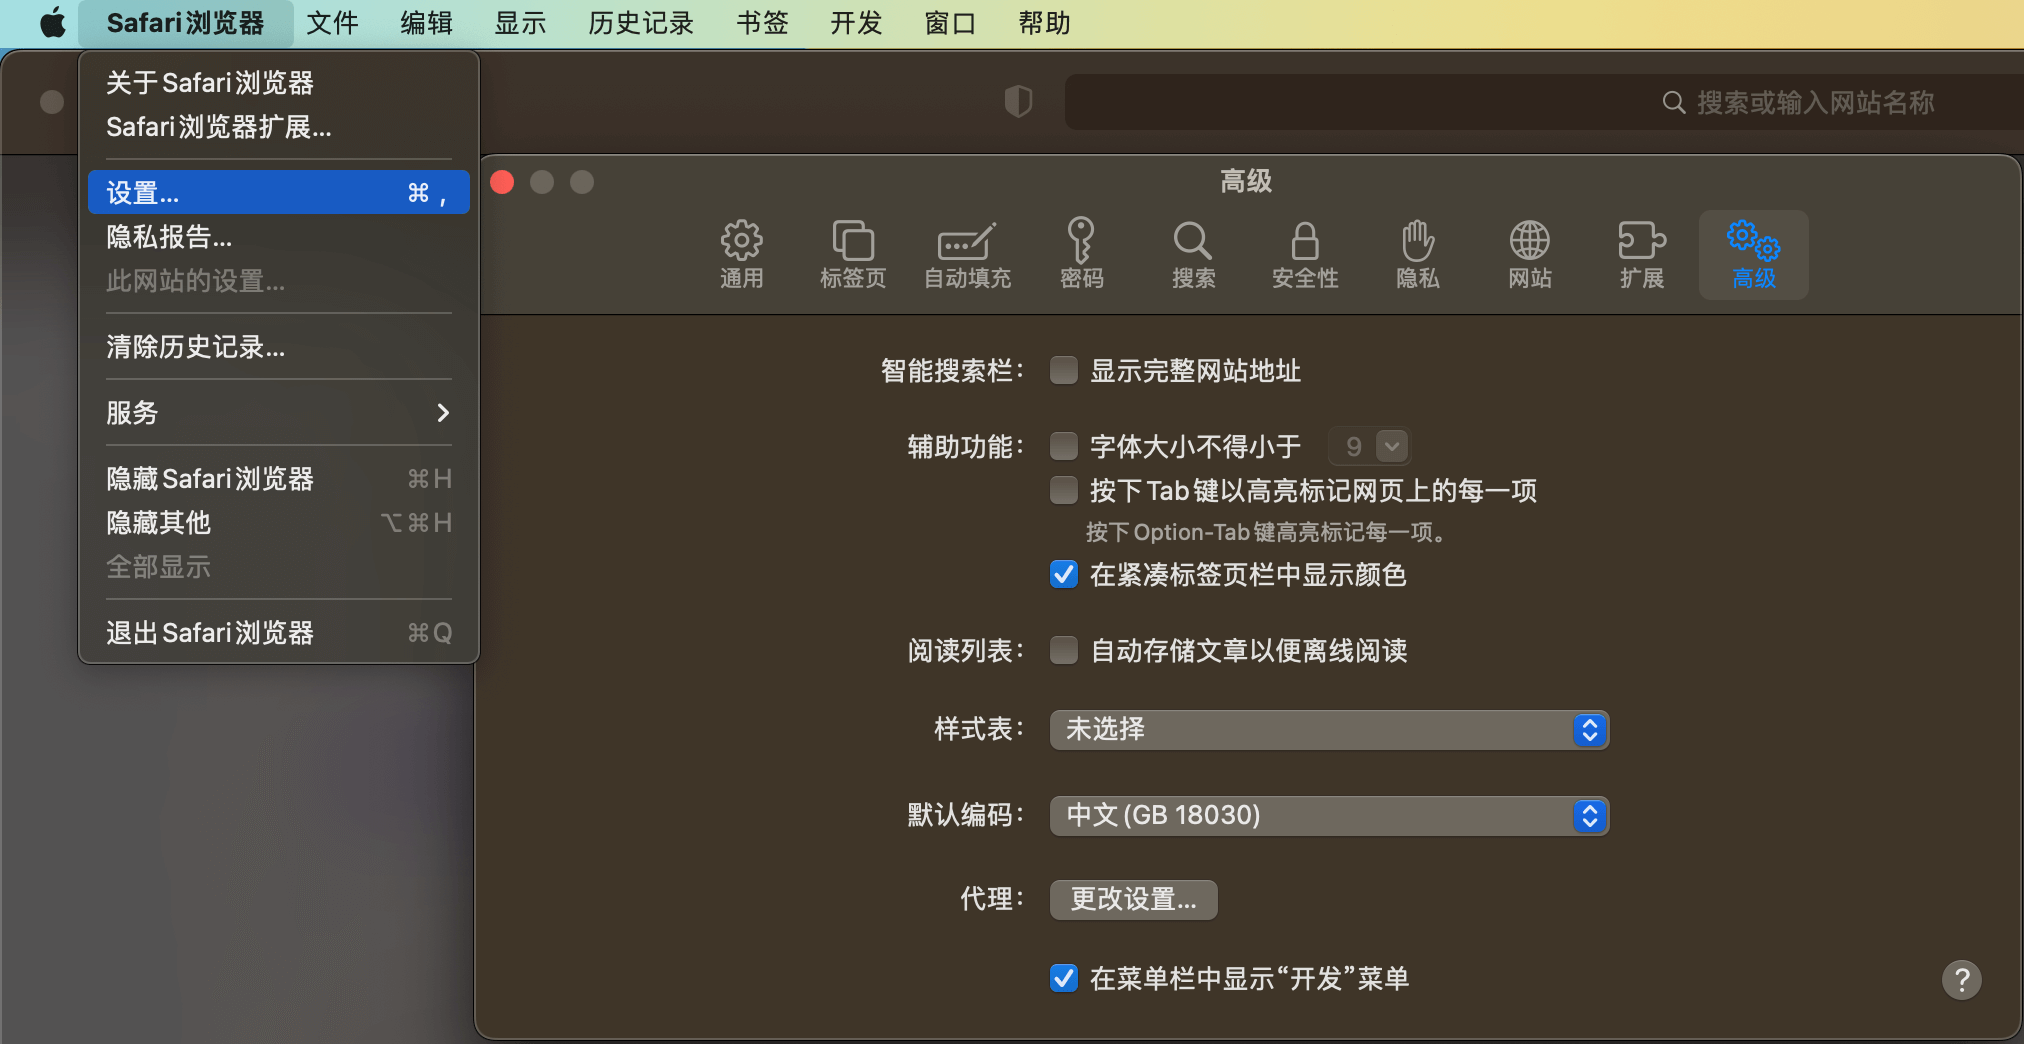 Safari浏览器 文件 编辑 显示 历史记录 书签 开发 窗口 帮助
关于Safari浏览器
Safari浏览器扩展...
设置... ⌘ ,
隐私报告...
此网站的设置...
清除历史记录...
服务
隐藏Safari浏览器 ⌘H
隐藏其他 ⌥⌘H
全部显示
退出Safari浏览器 ⌘Q
搜索或输入网站名称
高级
通用 标签页 自动填充 密码 搜索 安全性 隐私 网站 扩展 高级
智能搜索栏： 显示完整网站地址
辅助功能： 字体大小不得小于 9
按下Tab键以高亮标记网页上的每一项
按下Option-Tab键高亮标记每一项。
在紧凑标签页栏中显示颜色
阅读列表： 自动存储文章以便离线阅读
样式表： 未选择
默认编码： 中文(GB 18030)
代理： 更改设置...
在菜单栏中显示“开发”菜单
?